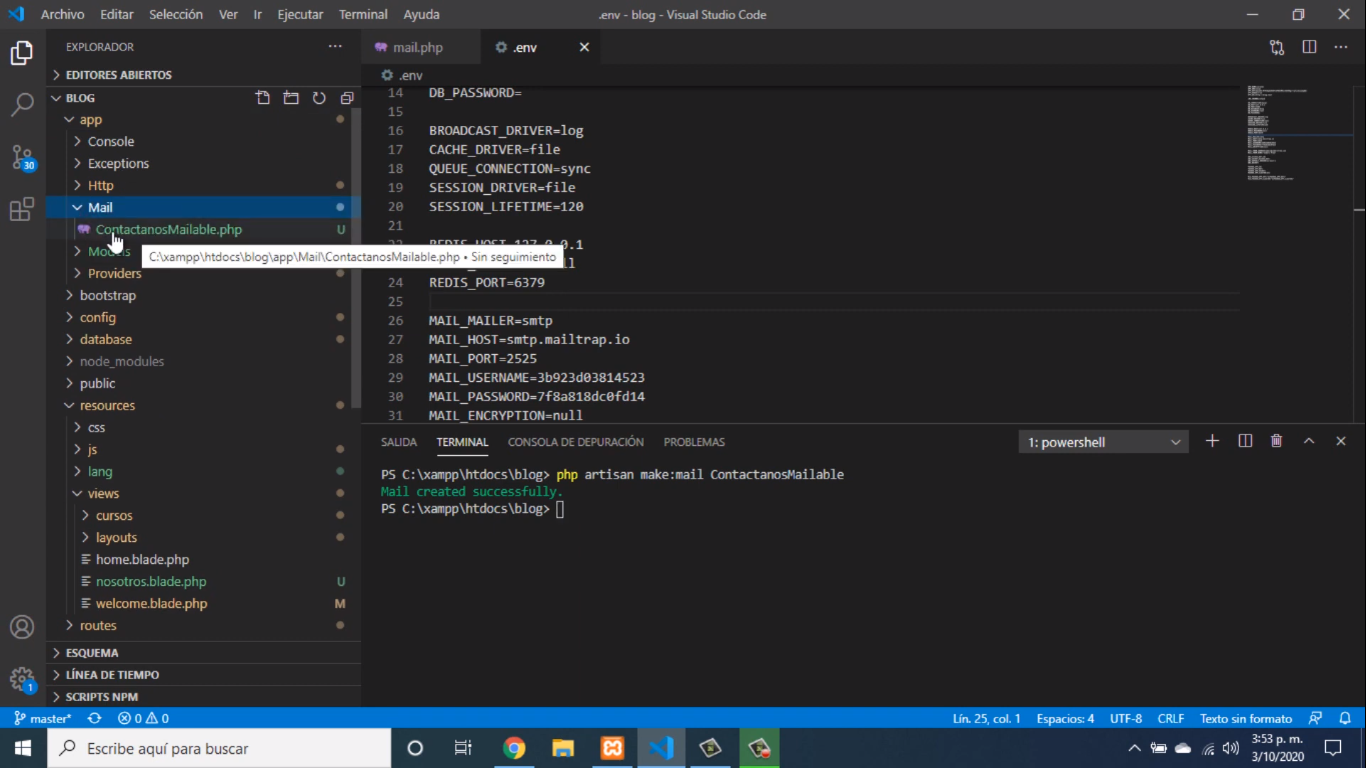 Archivo Editar Selección Ver Ir Ejecutar Terminal Ayuda
.env - blog - Visual Studio Code
EXPLORADOR
EDITORES ABIERTOS
BLOG
app
Console
Exceptions
Http
Mail
ContactanosMailable.php U
Models
C:\xampp\htdocs\blog\app\Mail\ContactanosMailable.php • Sin seguimiento
Providers
bootstrap
config
database
node_modules
public
resources
css
js
lang
views
cursos
layouts
home.blade.php
nosotros.blade.php U
welcome.blade.php M
routes
ESQUEMA
LÍNEA DE TIEMPO
SCRIPTS NPM
30
1
mail.php
.env
.env
14 DB_PASSWORD=
15
16 BROADCAST_DRIVER=log
17 CACHE_DRIVER=file
18 QUEUE_CONNECTION=sync
19 SESSION_DRIVER=file
20 SESSION_LIFETIME=120
21
24 REDIS_PORT=6379
25
26 MAIL_MAILER=smtp
27 MAIL_HOST=smtp.mailtrap.io
28 MAIL_PORT=2525
29 MAIL_USERNAME=3b923d03814523
30 MAIL_PASSWORD=7f8a818dc0fd14
31 MAIL_ENCRYPTION=null
SALIDA TERMINAL CONSOLA DE DEPURACIÓN PROBLEMAS
1: powershell
PS C:\xampp\htdocs\blog> php artisan make:mail ContactanosMailable
Mail created successfully.
PS C:\xampp\htdocs\blog>
master* 0 0
Lín. 25, col. 1 Espacios: 4 UTF-8 CRLF Texto sin formato
Escribe aquí para buscar
3:53 p. m.
3/10/2020